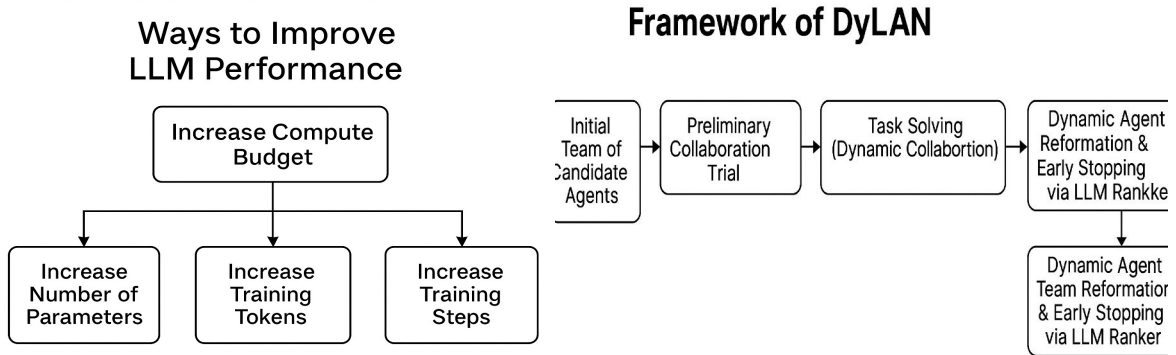 Ways to Improve
LLM Performance
Increase Compute
Budget
Increase
Number of
Parameters
Increase
Training
Tokens
Increase
Training
Steps
Framework of DyLAN
Initial
Team of
Candidate
Agents
Preliminary
Collaboration
Trial
Task Solving
(Dynamic Collabortion)
Dynamic Agent
Reformation &
Early Stopping
via LLM Rankke
Dynamic Agent
Team Reformation
& Early Stopping
via LLM Ranker